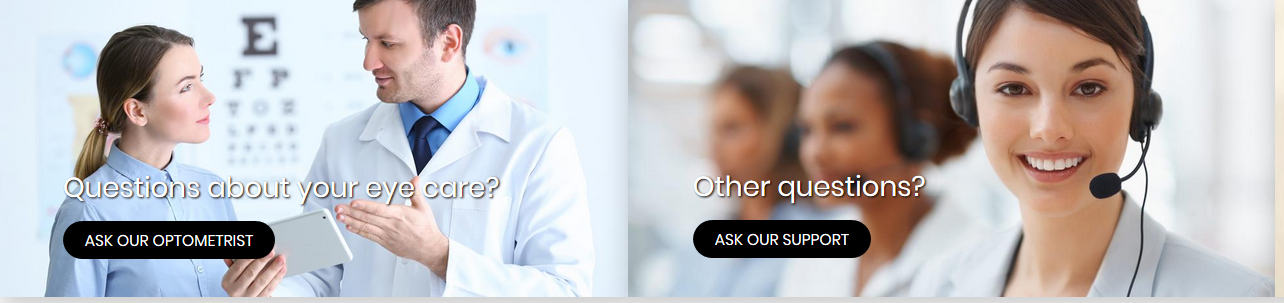 E
F P
T O Z
L P E D
Questions about your eye care?
ASK OUR OPTOMETRIST
Other questions?
ASK OUR SUPPORT